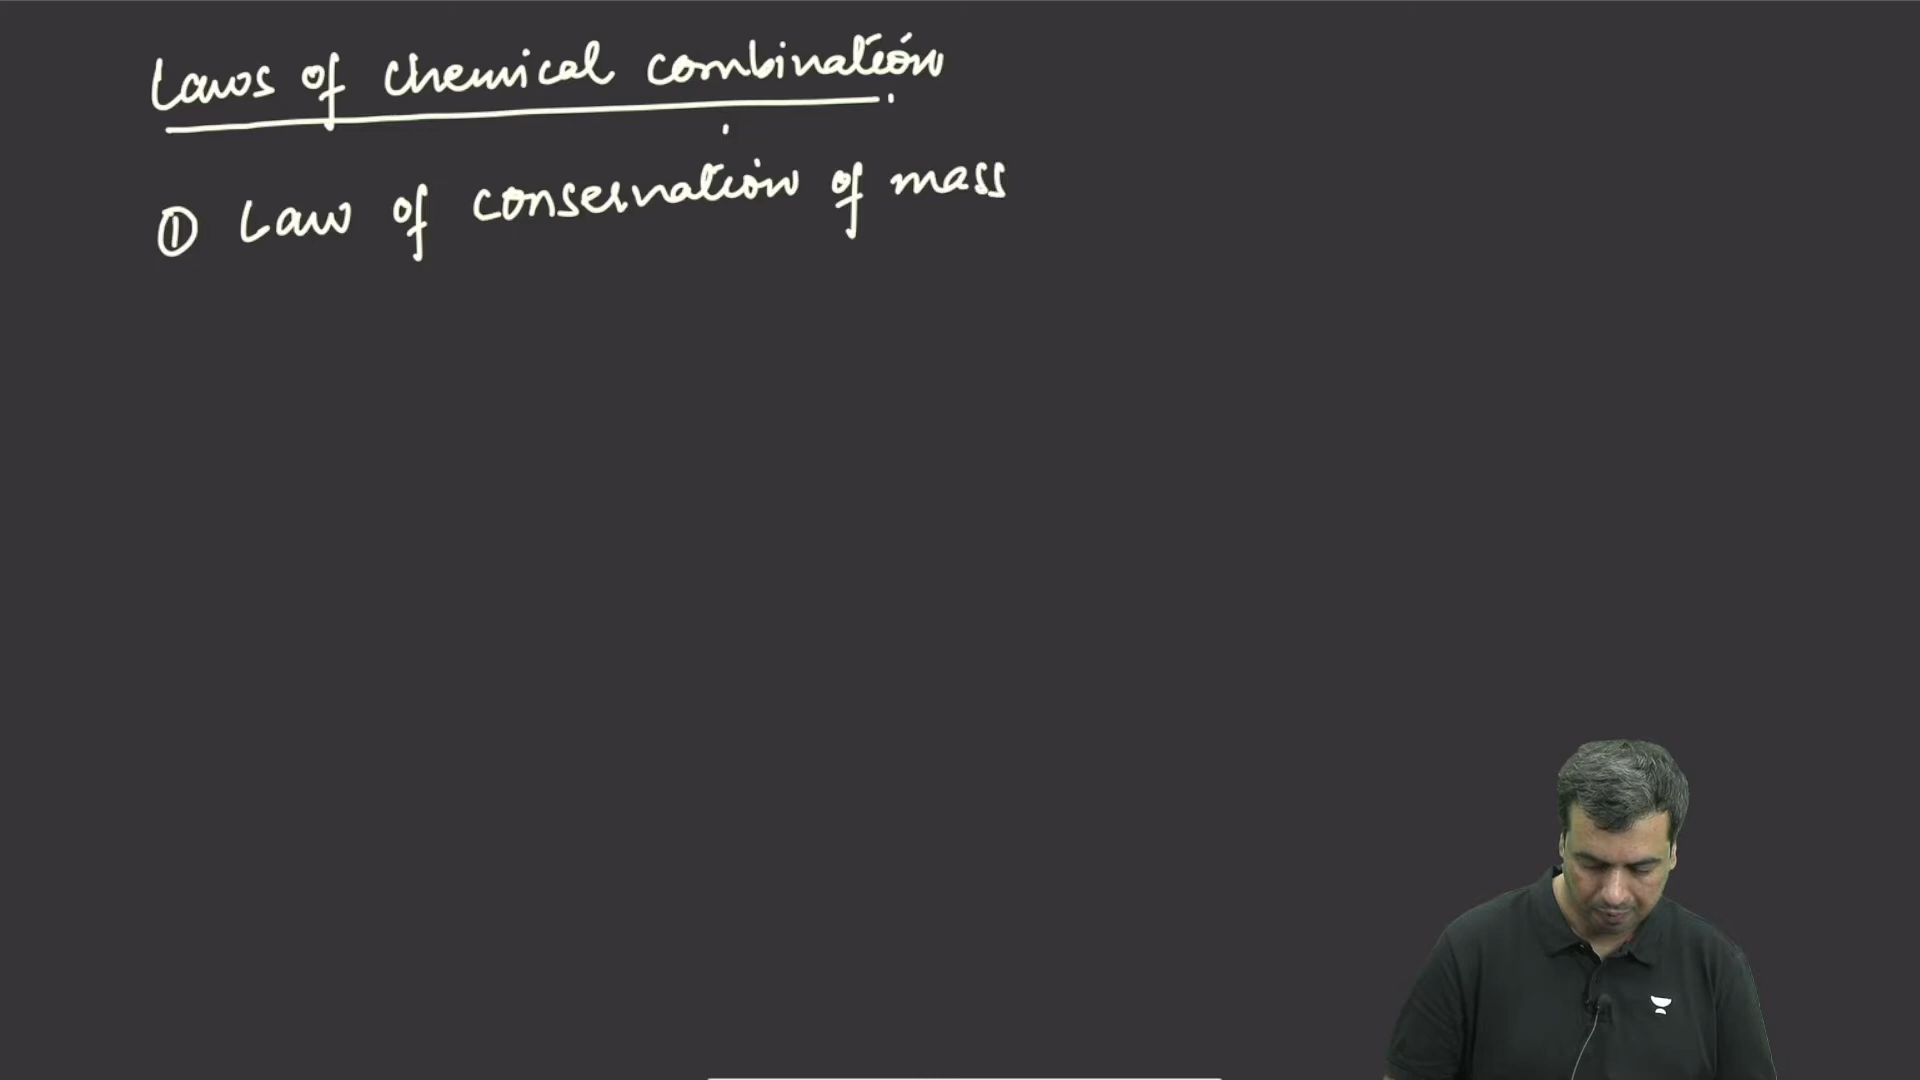 Laws of chemical combination
① Law of conservation of mass